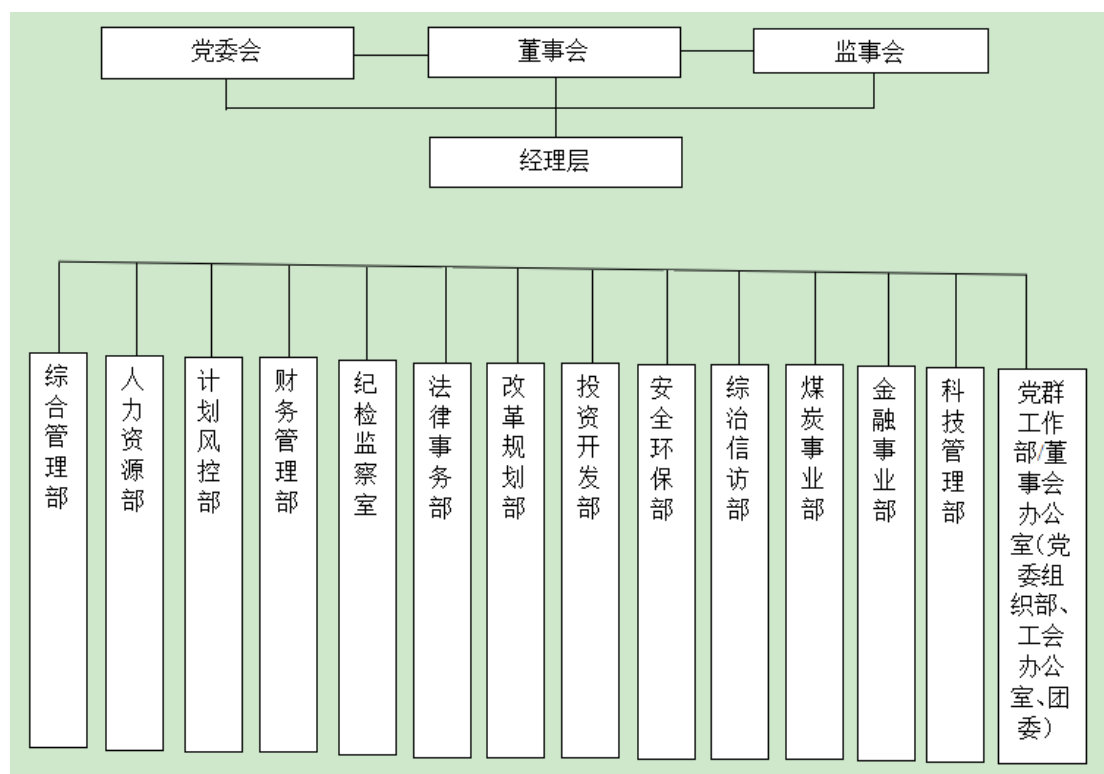 党委会
董事会
监事会
经理层
综合管理部
人力资源部
计划风控部
财务管理部
纪检监察室
法律事务部
改革规划部
投资开发部
安全环保部
综治信访部
煤炭事业部
金融事业部
科技管理部
党群
工作
部/董
事会
办公
室(党
委组
织部、
工会
办公
室、团
委)